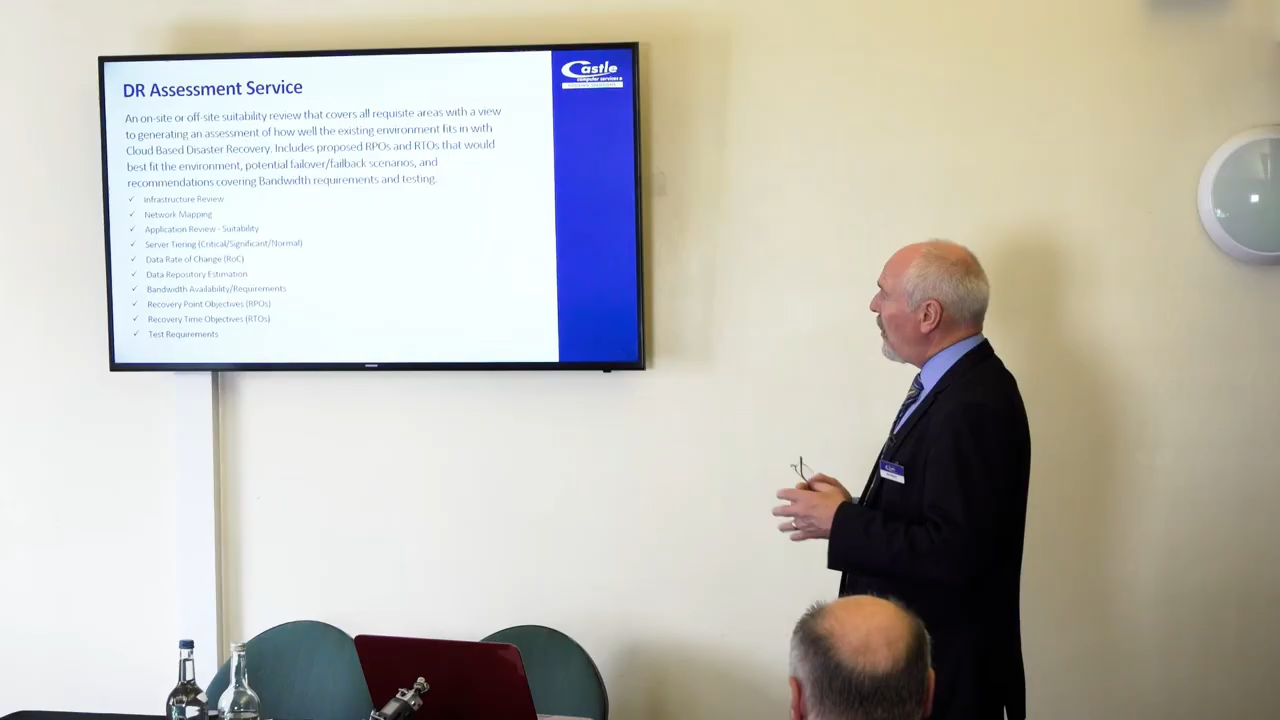 DR Assessment Service
An on-site or off-site suitability review that covers all requisite areas with a view
to generating an assessment of how well the existing environment fits in with
Cloud Based Disaster Recovery. Includes proposed RPOs and RTOs that would
best fit the environment, potential failover/failback scenarios, and
recommendations covering Bandwidth requirements and testing.
✓ Infrastructure Review
✓ Network Mapping
✓ Application Review - Suitability
✓ Server Tiering (Critical/Significant/Normal)
✓ Data Rate of Change (RoC)
✓ Data Repository Estimation
✓ Bandwidth Availability/Requirements
✓ Recovery Point Objectives (RPOs)
✓ Recovery Time Objectives (RTOs)
✓ Test Requirements
Castle
computer services